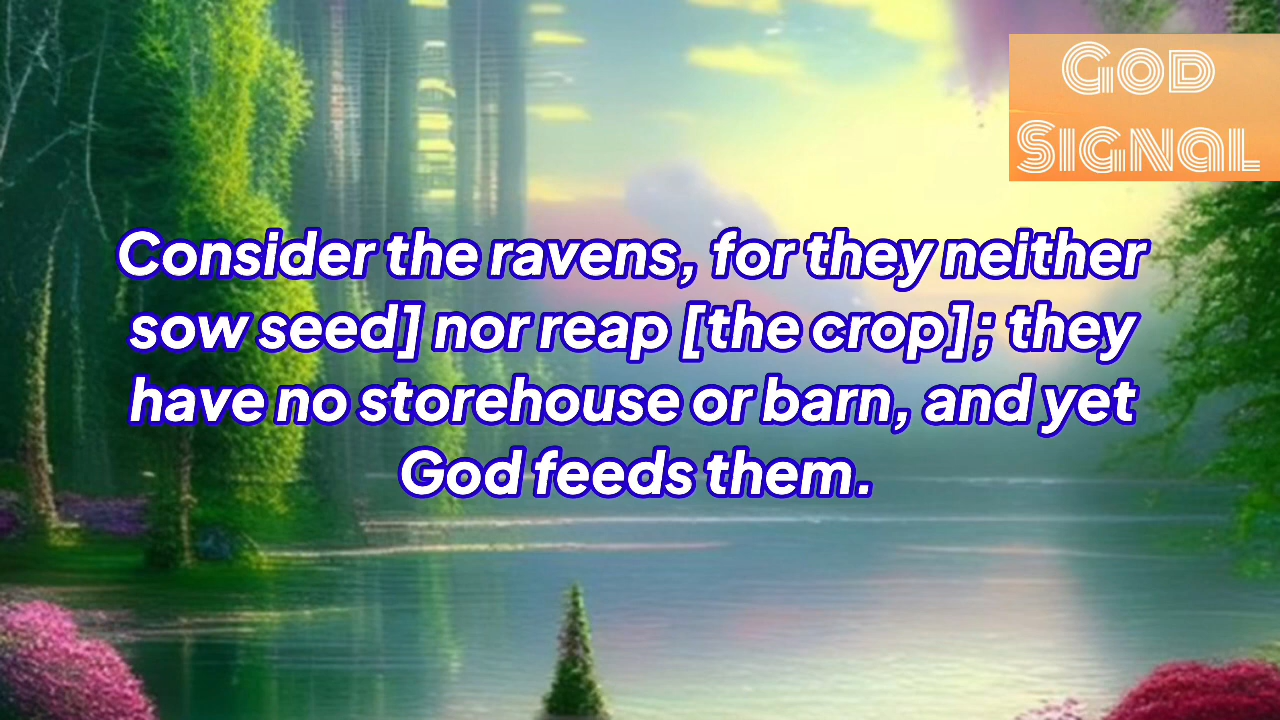 God
Signal
Consider the ravens, for they neither
sow seed] nor reap [the crop]; they
have no storehouse or barn, and yet
God feeds them.